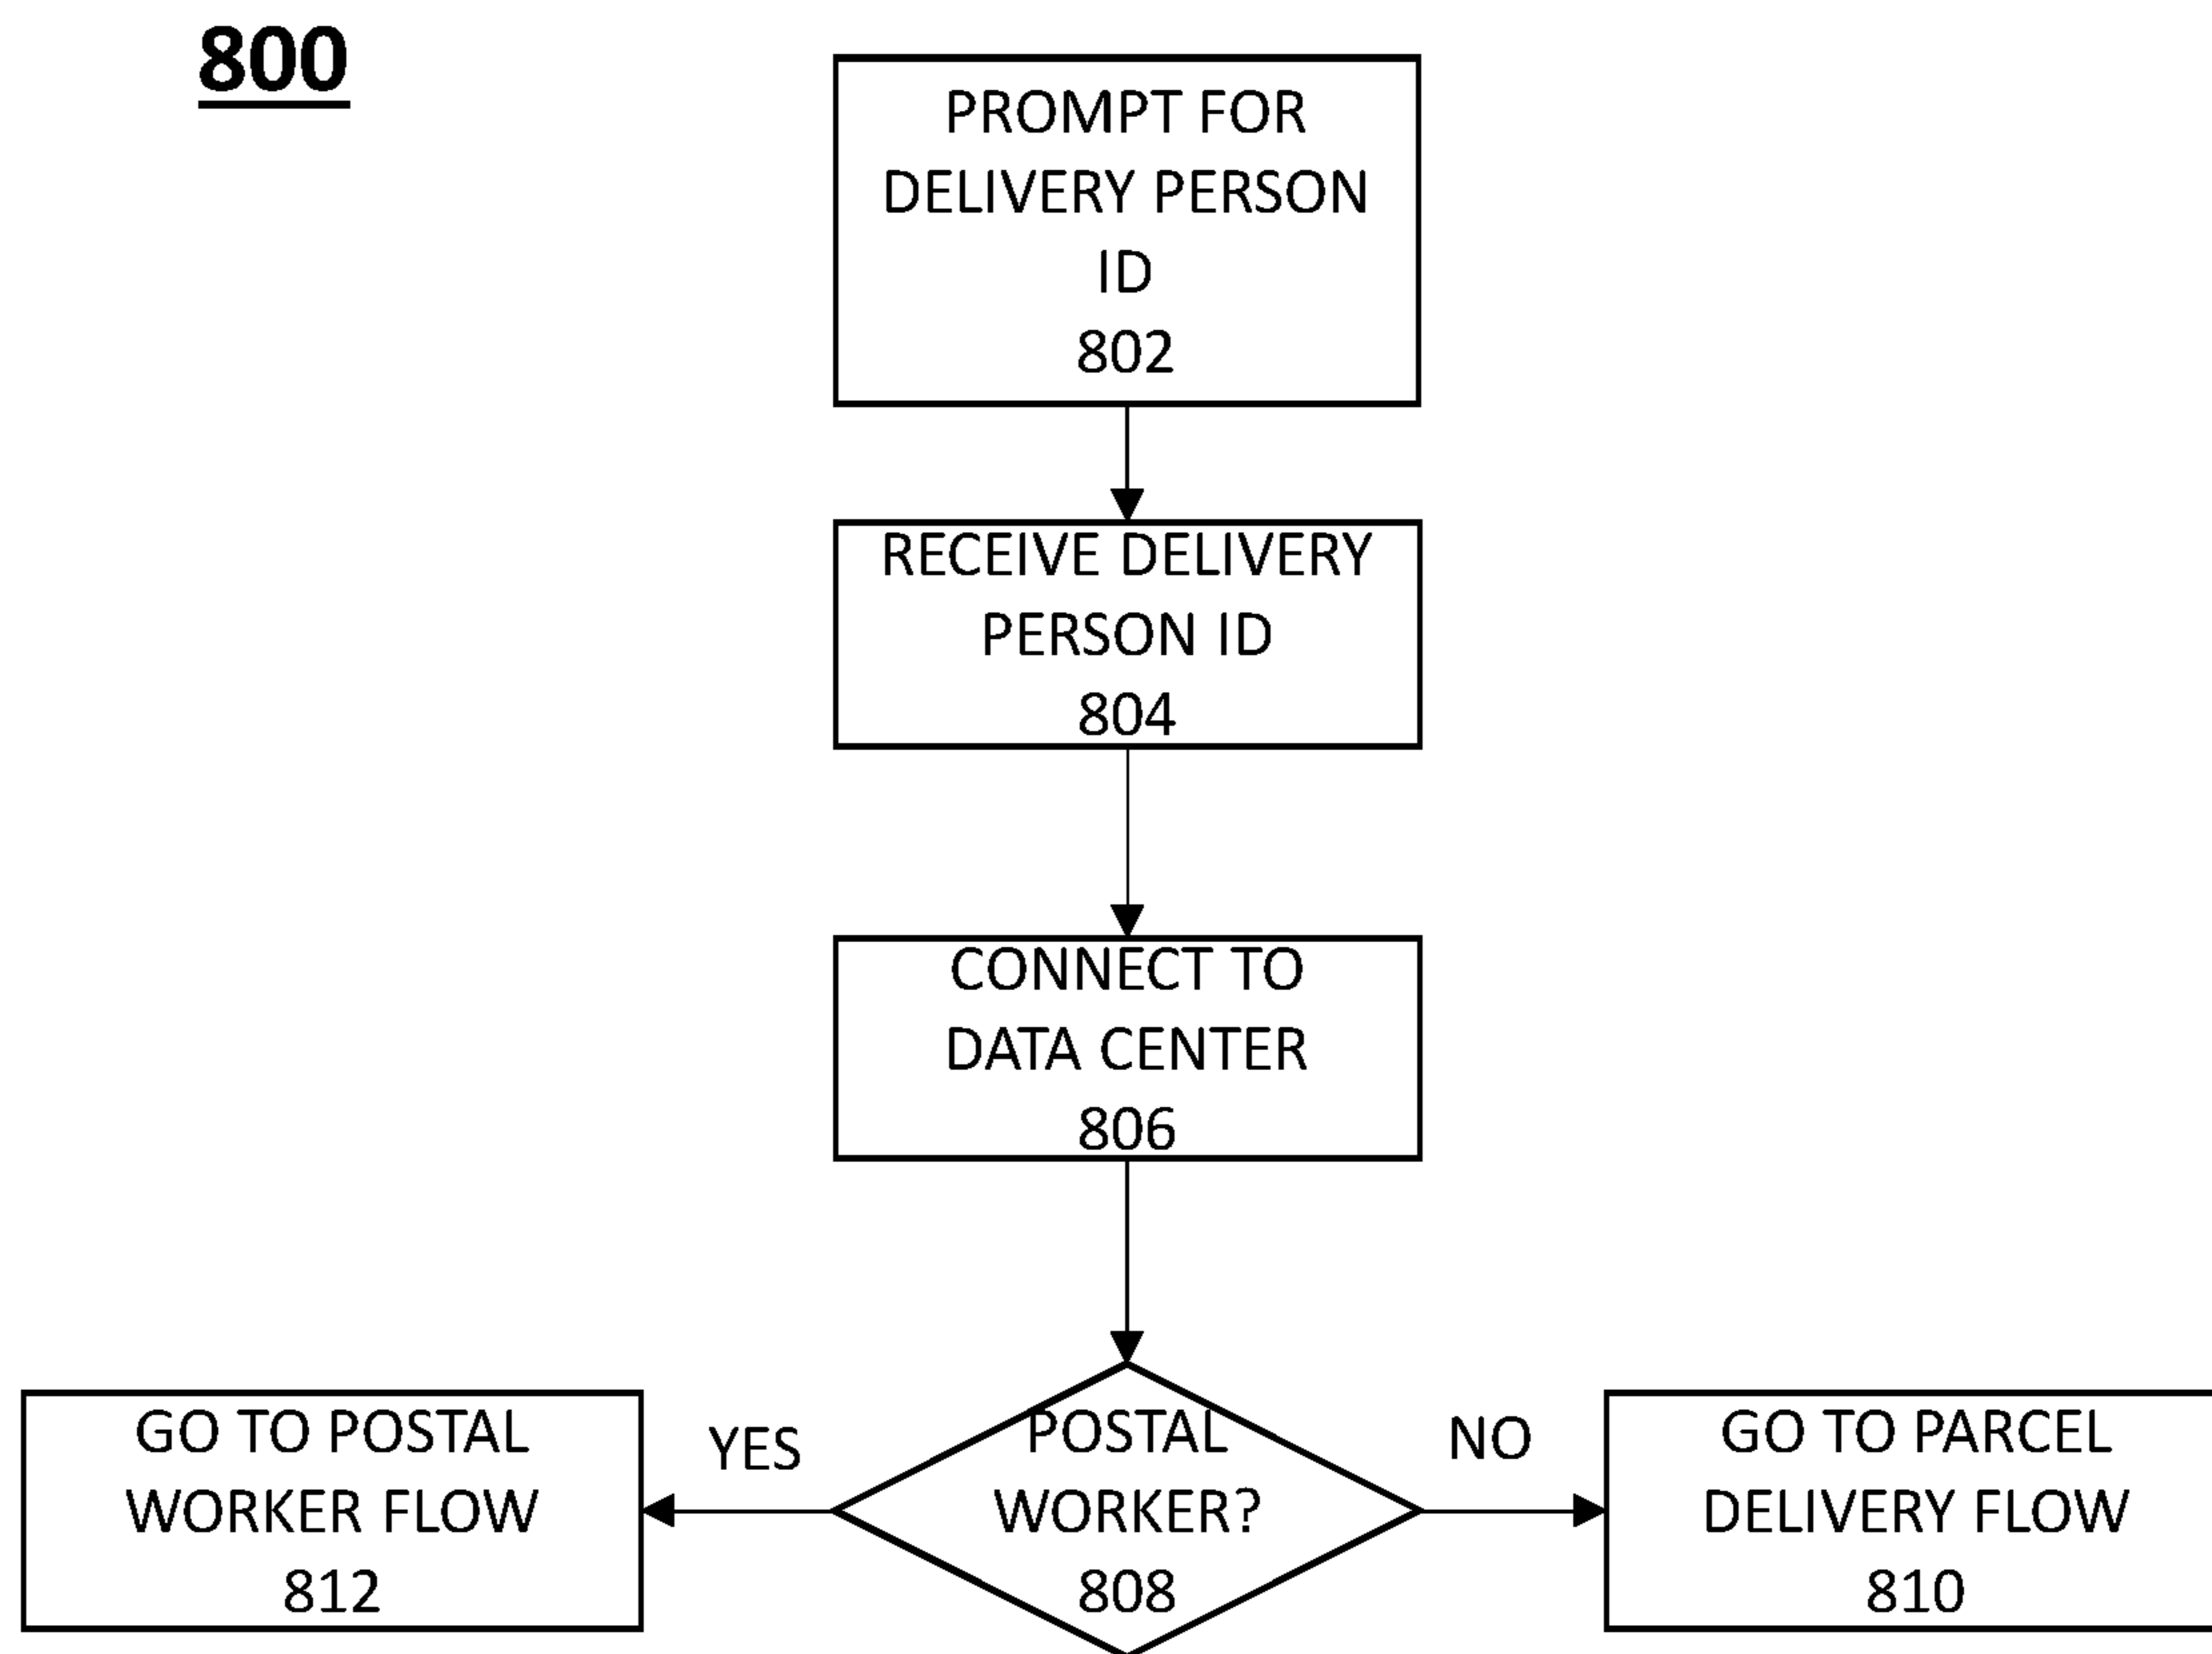 800
PROMPT FOR
DELIVERY PERSON
ID
802
RECEIVE DELIVERY
PERSON ID
804
CONNECT TO
DATA CENTER
806
GO TO POSTAL
WORKER FLOW
812
YES
POSTAL
WORKER?
808
NO
GO TO PARCEL
DELIVERY FLOW
810